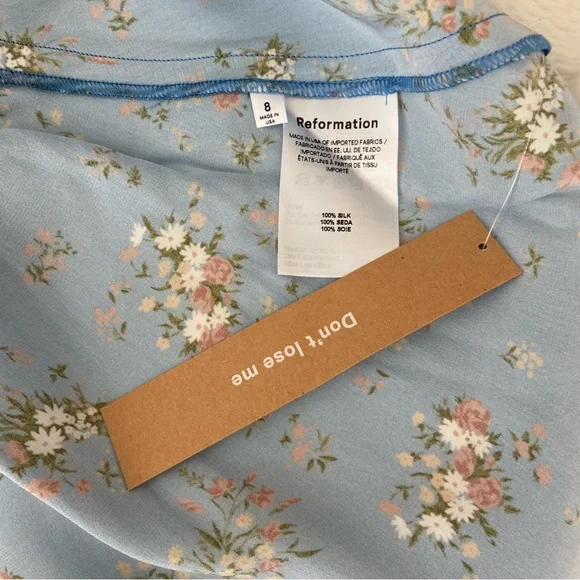 8
MADE IN
USA
Reformation
MADE IN USA OF IMPORTED FABRICS /
FABRICADO EN EE. UU. DE TEJIDO
IMPORTADO / FABRIQUÉ AUX
ÉTATS-UNIS À PARTIR DE TISSU
IMPORTÉ
100% SILK
100% SEDA
100% SOIE
Don't lose me